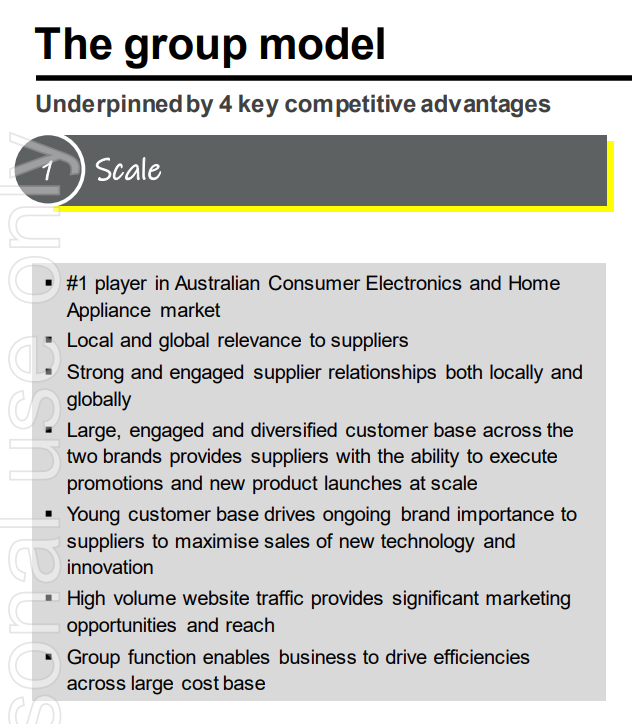 The group model
Underpinned by 4 key competitive advantages
1 Scale
▪ #1 player in Australian Consumer Electronics and Home
Appliance market
▪ Local and global relevance to suppliers
▪ Strong and engaged supplier relationships both locally and
globally
▪ Large, engaged and diversified customer base across the
two brands provides suppliers with the ability to execute
promotions and new product launches at scale
▪ Young customer base drives ongoing brand importance to
suppliers to maximise sales of new technology and
innovation
▪ High volume website traffic provides significant marketing
opportunities and reach
▪ Group function enables business to drive efficiencies
across large cost base
sonal use only